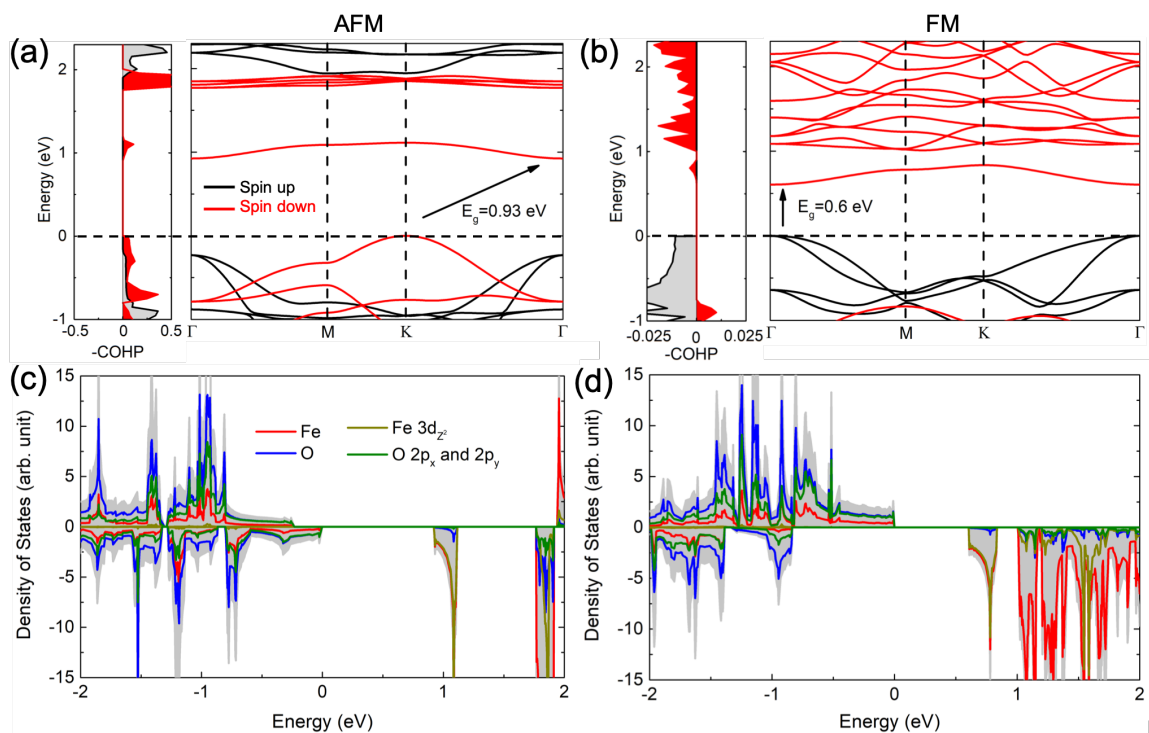 AFM
FM
(a)
(b)
Energy (eV)
2
1
0
-1
-0.5
0
0.5
-COHP
Spin up
Spin down
E_g=0.93 eV
Γ
M
K
Γ
Energy (eV)
2
1
0
-1
-0.025
0
0.025
-COHP
E_g=0.6 eV
Γ
M
K
Γ
(c)
(d)
Density of States (arb. unit)
15
10
5
0
-5
-10
-15
Fe
O
Fe 3d_{Z^2}
O 2p_x and 2p_y
-2
-1
0
1
2
Energy (eV)
Density of States (arb. unit)
15
10
5
0
-5
-10
-15
-2
-1
0
1
2
Energy (eV)